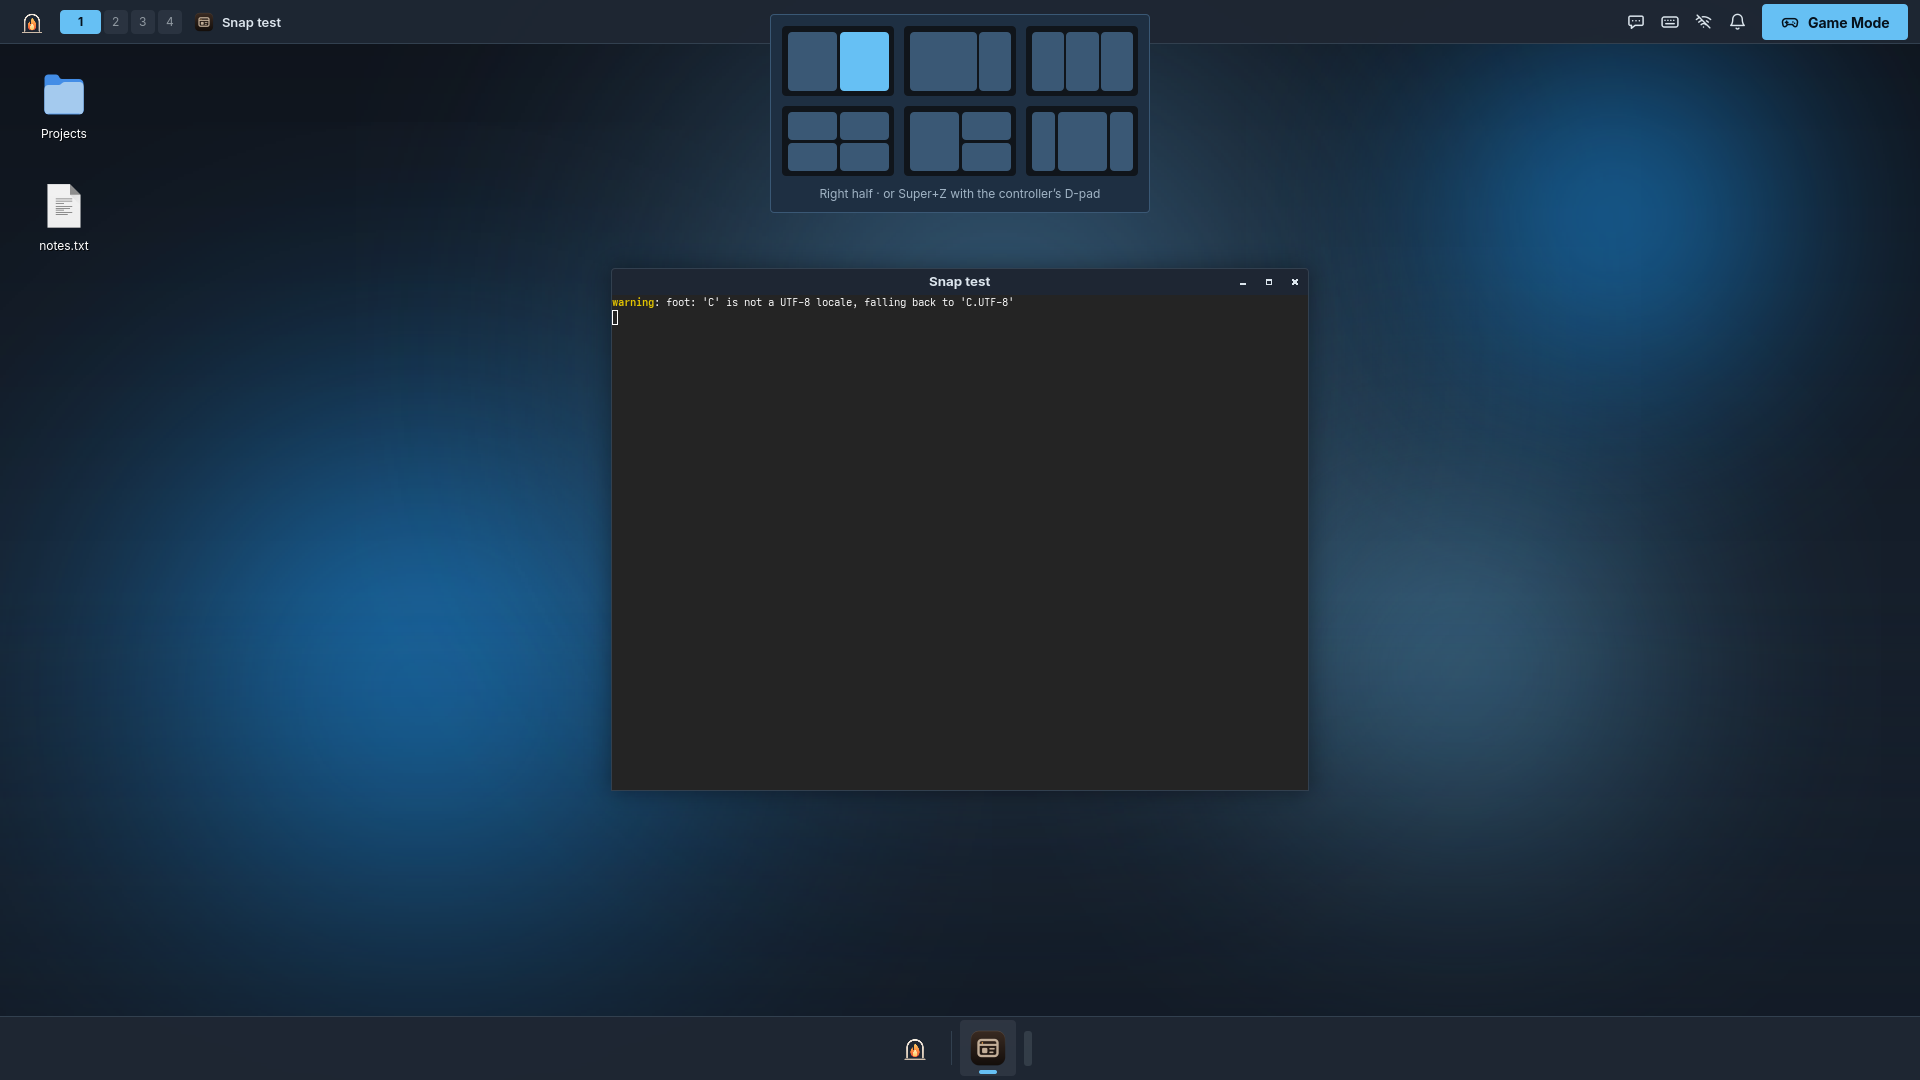 1 2 3 4 Snap test
Game Mode
Right half · or Super+Z with the controller's D-pad
Projects
notes.txt
Snap test
warning: foot: 'C' is not a UTF-8 locale, falling back to 'C.UTF-8'